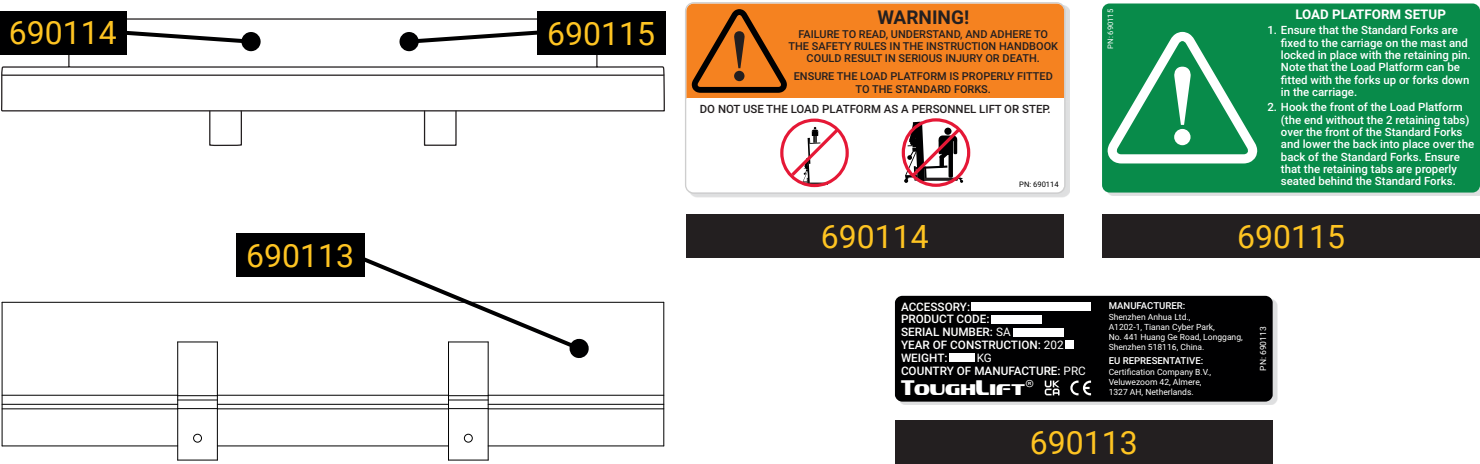 690114
690115
WARNING!
FAILURE TO READ, UNDERSTAND, AND ADHERE TO
THE SAFETY RULES IN THE INSTRUCTION HANDBOOK
COULD RESULT IN SERIOUS INJURY OR DEATH.
ENSURE THE LOAD PLATFORM IS PROPERLY FITTED
TO THE STANDARD FORKS.
DO NOT USE THE LOAD PLATFORM AS A PERSONNEL LIFT OR STEP.
PN: 690114
690114
PN: 690115
LOAD PLATFORM SETUP
1. Ensure that the Standard Forks are
fixed to the carriage on the mast and
locked in place with the retaining pin.
Note that the Load Platform can be
fitted with the forks up or forks down
in the carriage.
2. Hook the front of the Load Platform
(the end without the 2 retaining tabs)
over the front of the Standard Forks
and lower the back into place over the
back of the Standard Forks. Ensure
that the retaining tabs are properly
seated behind the Standard Forks.
690115
690113
ACCESSORY:
PRODUCT CODE:
SERIAL NUMBER: SA
YEAR OF CONSTRUCTION: 202
WEIGHT: KG
COUNTRY OF MANUFACTURE: PRC
TOUGHLIFT® UK CA CE
MANUFACTURER:
Shenzhen Anhua Ltd.,
A1202-1, Tianan Cyber Park,
No. 441 Huang Ge Road, Longgang,
Shenzhen 518116, China.
EU REPRESENTATIVE:
Certification Company B.V.,
Veluwezoom 42, Almere,
1327 AH, Netherlands.
PN: 690113
690113